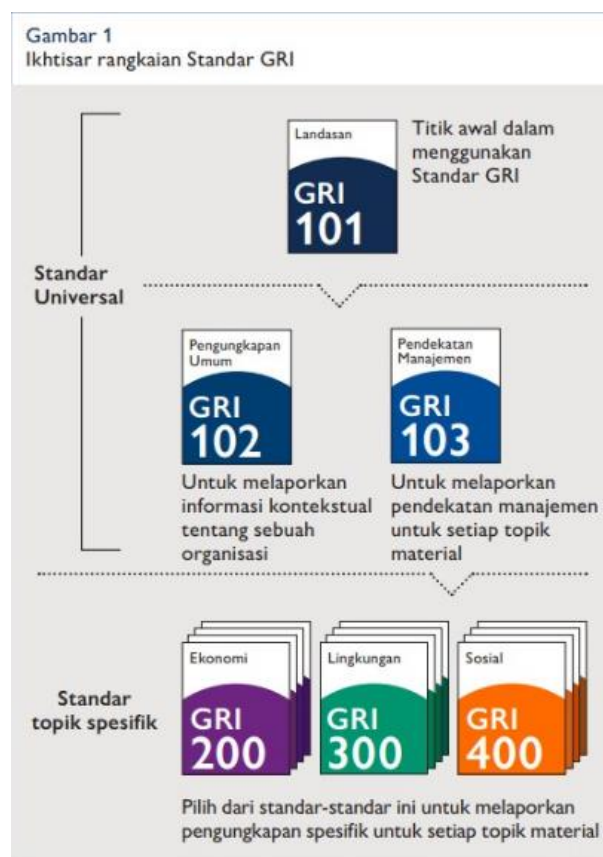 Gambar 1
Ikhtisar rangkaian Standar GRI
Landasan
GRI
101
Titik awal dalam
menggunakan
Standar GRI
Standar
Universal
Pengungkapan
Umum
GRI
102
Untuk melaporkan
informasi kontekstual
tentang sebuah
organisasi
Pendekatan
Manajemen
GRI
103
Untuk melaporkan
pendekatan manajemen
untuk setiap topik
material
Standar
topik spesifik
Ekonomi
GRI
200
Lingkungan
GRI
300
Sosial
GRI
400
Pilih dari standar-standar ini untuk melaporkan
pengungkapan spesifik untuk setiap topik material